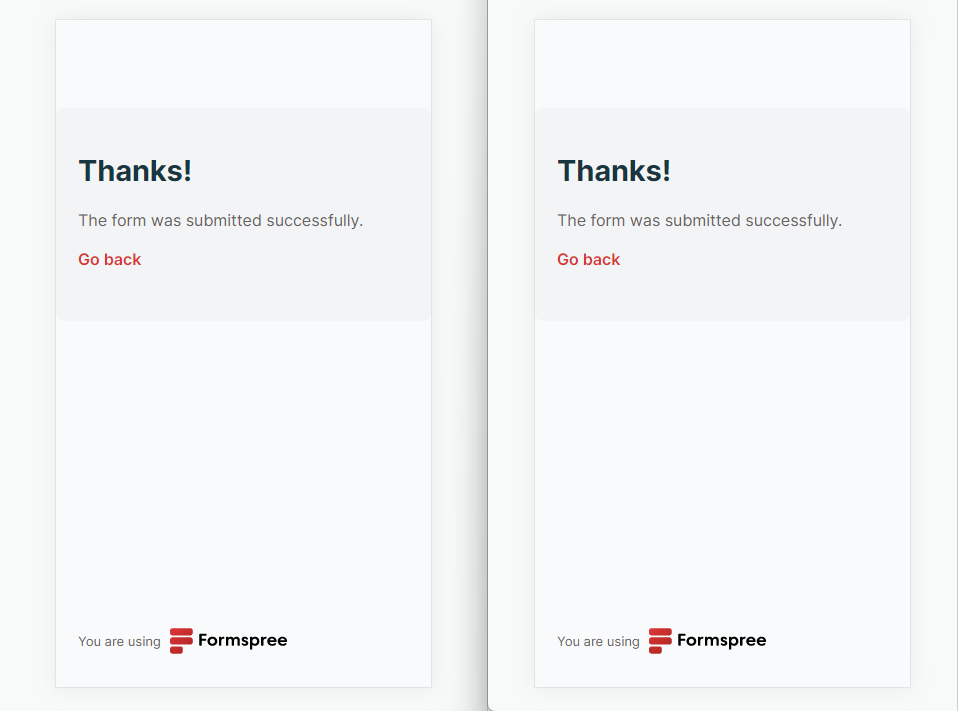 Thanks!
The form was submitted successfully.
Go back
You are using Formspree
Thanks!
The form was submitted successfully.
Go back
You are using Formspree